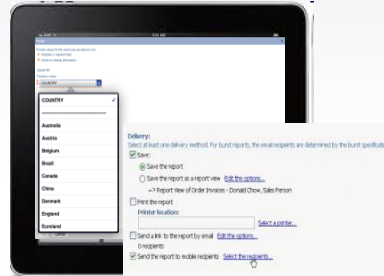 COUNTRY
COUNTRY
Australia
Austria
Belgium
Brazil
Canada
China
Denmark
England
Euroland
Delivery:
Select at least one delivery method. For burst reports, the email recipients are determined by the burst specification
Save:
Save the report
Save the report as a report view Edit the options...
Report View of Order Invoices - Donald Chow, Sales Person
Print the report
Printer location:
Select a printer...
Send a link to the report by email Edit the options...
0 recipients
Send the report to mobile recipients Select the recipients...